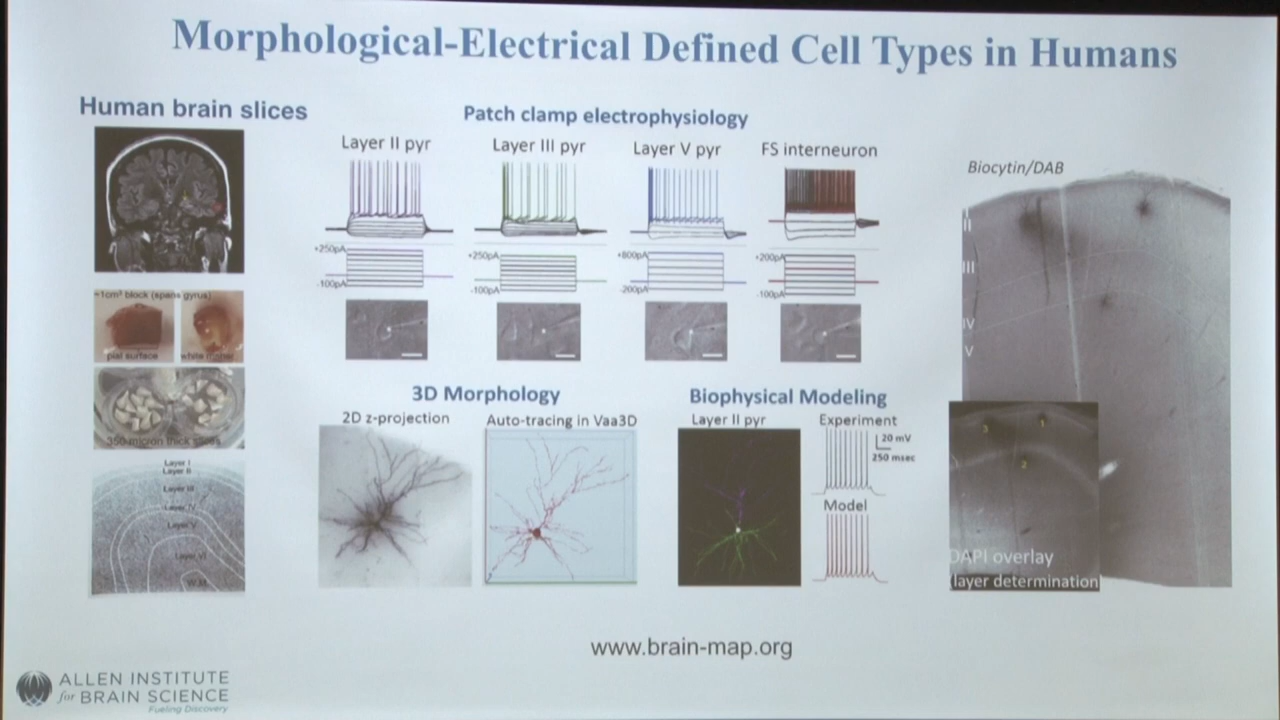 Morphological-Electrical Defined Cell Types in Humans
Human brain slices
~1cm³ block (spans gyrus)
pial surface
white matter
350 micron thick slices
Layer I
Layer II
Layer III
Layer IV
Layer V
Layer VI
W.M.
Patch clamp electrophysiology
Layer II pyr
Layer III pyr
Layer V pyr
FS interneuron
+250pA
-100pA
+250pA
-100pA
+800pA
-200pA
+200pA
-100pA
3D Morphology
2D z-projection
Auto-tracing in Vaa3D
Biophysical Modeling
Layer II pyr
Experiment
20 mV
250 msec
Model
Biocytin/DAB
II
III
IV
V
3
1
2
DAPI overlay
(layer determination
www.brain-map.org
ALLEN INSTITUTE
for BRAIN SCIENCE
Fueling Discovery